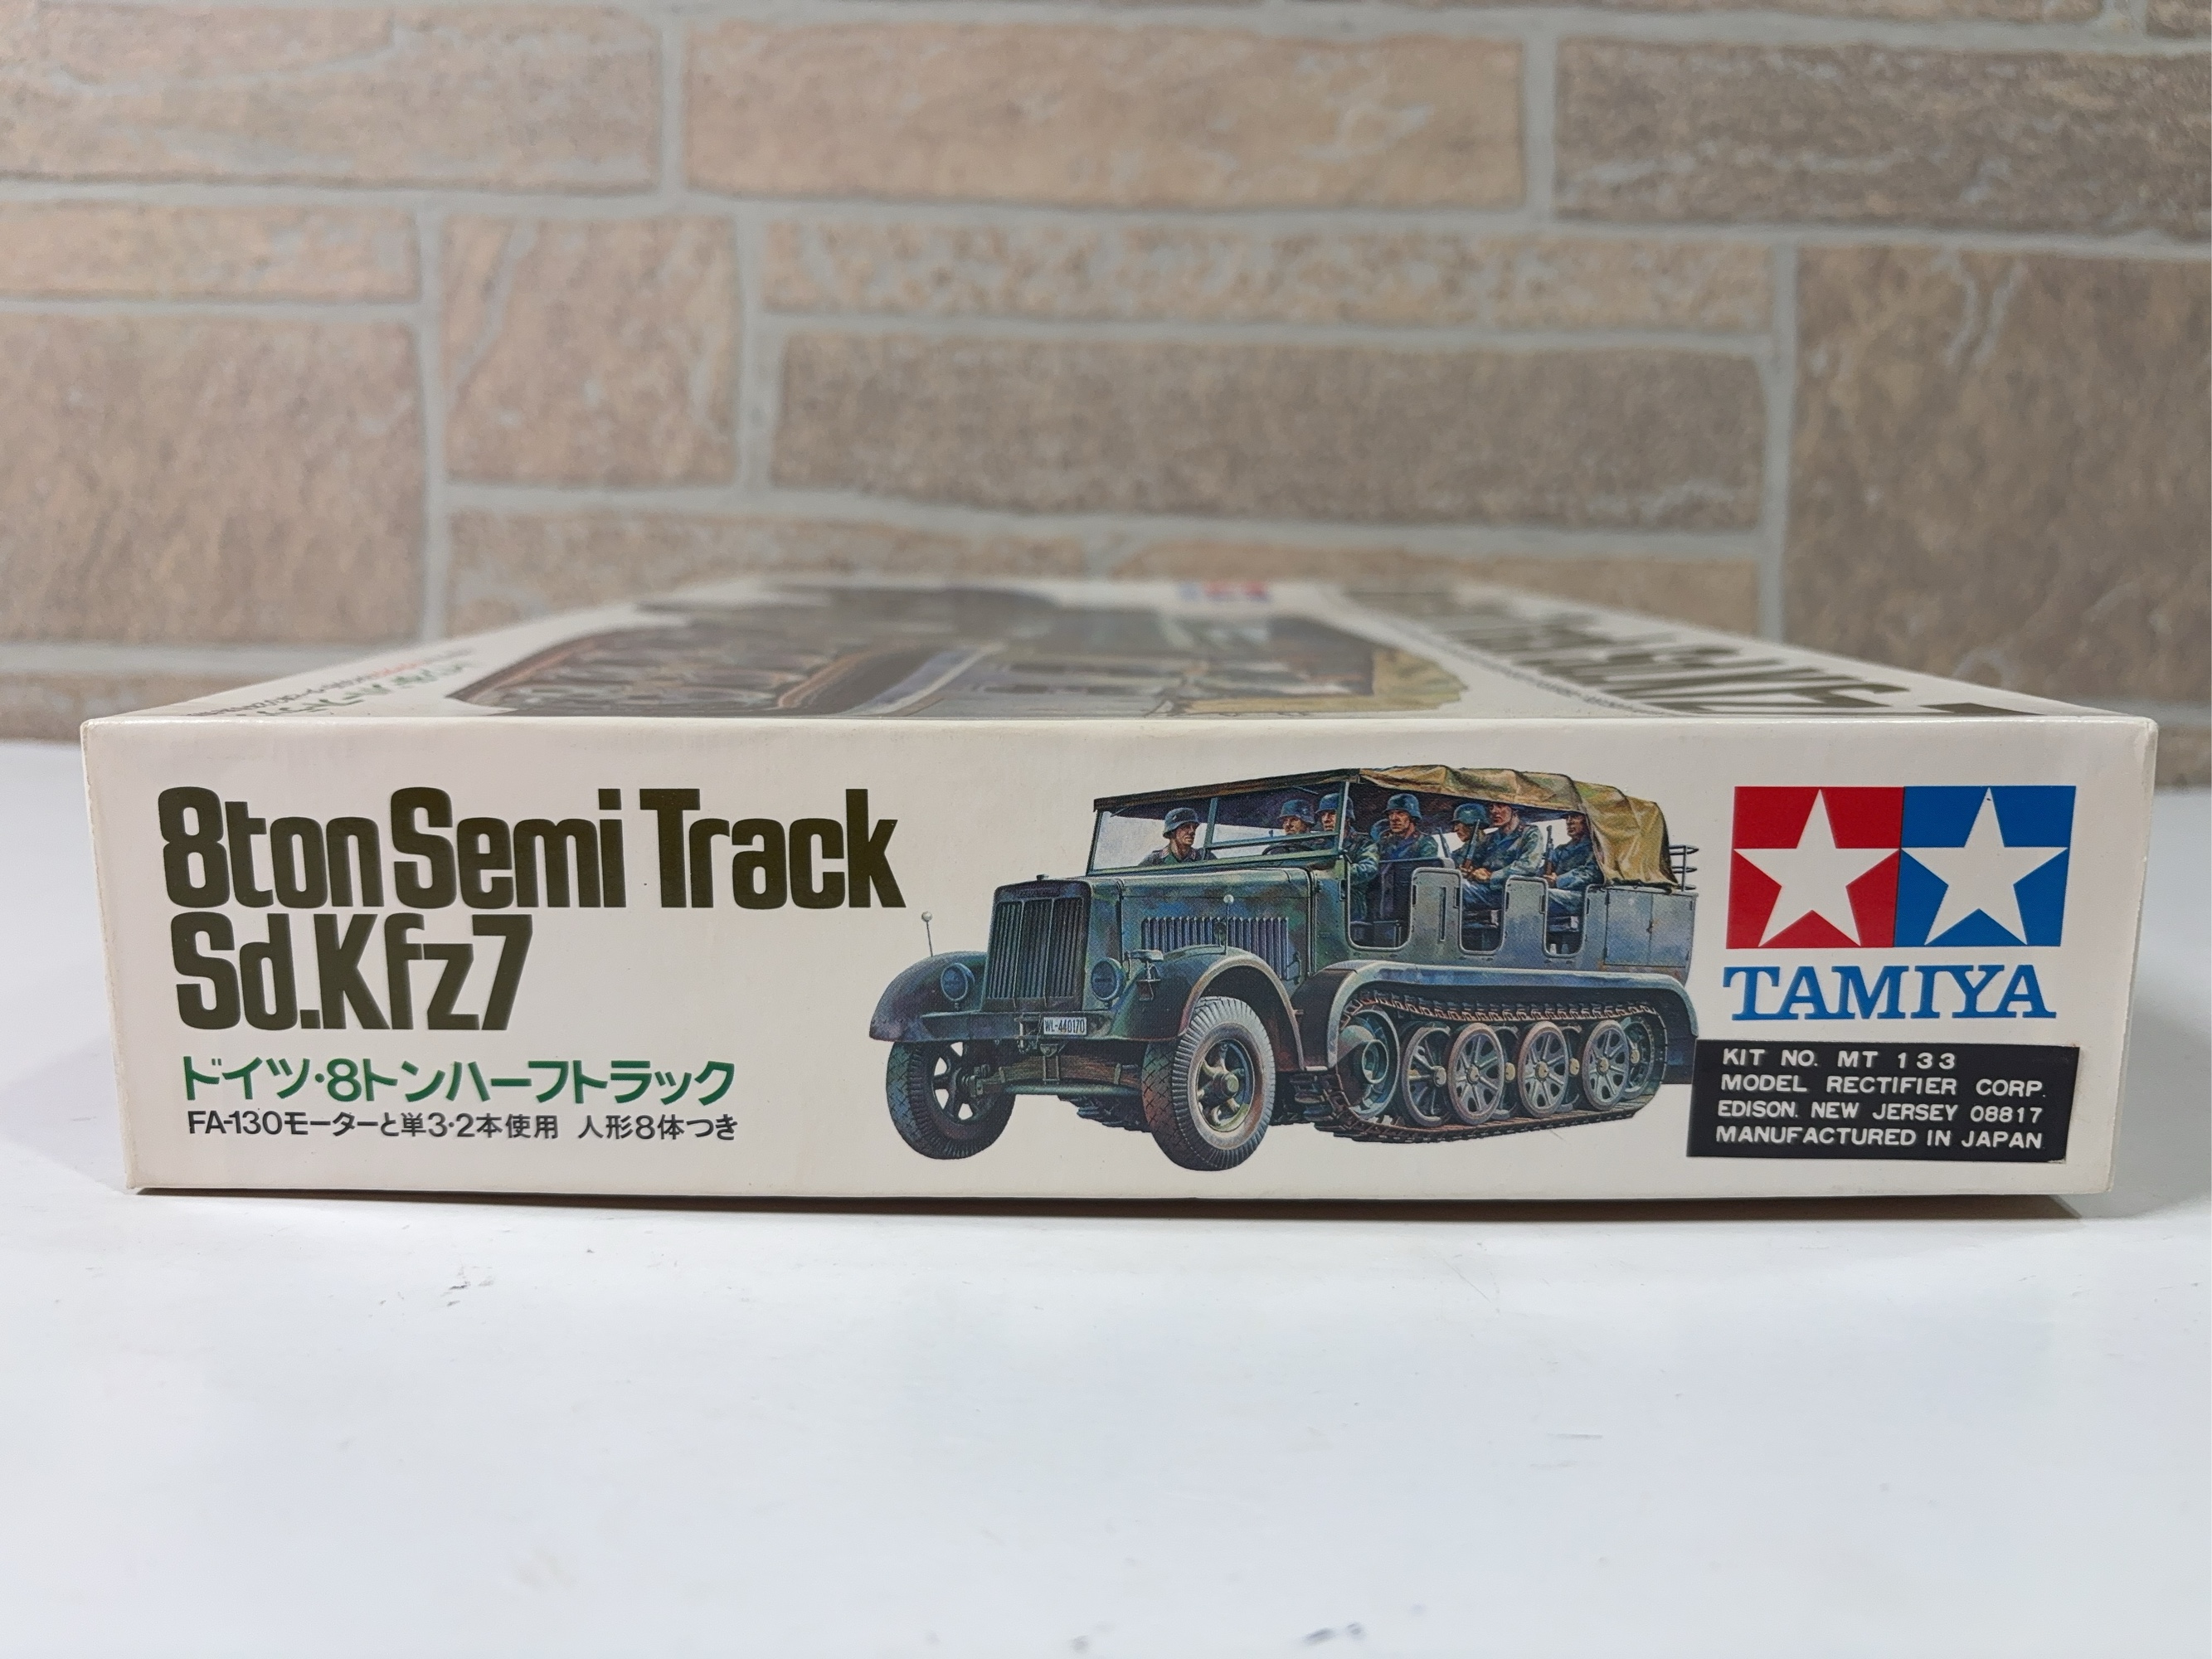 8ton Semi Track
Sd.Kfz7
ドイツ・8トンハーフトラック
FA-130モーターと単3・2本使用 人形8体つき
WL-440170
TAMIYA
KIT NO. MT 133
MODEL RECTIFIER CORP.
EDISON. NEW JERSEY 08817
MANUFACTURED IN JAPAN